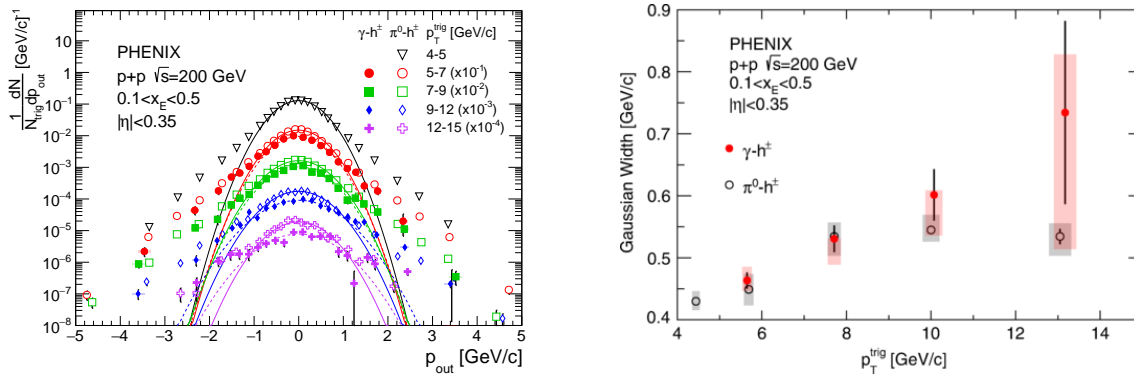 1/N_trig dN/dp_out [GeV/c]⁻¹
10
1
10⁻¹
10⁻²
10⁻³
10⁻⁴
10⁻⁵
10⁻⁶
10⁻⁷
10⁻⁸
PHENIX
p+p √s=200 GeV
0.1<x_E<0.5
|η|<0.35
γ-h± π⁰-h± p_T^trig [GeV/c]
4-5
5-7 (x10⁻¹)
7-9 (x10⁻²)
9-12 (x10⁻³)
12-15 (x10⁻⁴)
−5 −4 −3 −2 −1 0 1 2 3 4 5
p_out [GeV/c]
Gaussian Width [GeV/c]
0.9
0.8
0.7
0.6
0.5
0.4
PHENIX
p+p √s=200 GeV
0.1<x_E<0.5
|η|<0.35
γ-h±
π⁰-h±
4 6 8 10 12 14
p_T^trig [GeV/c]